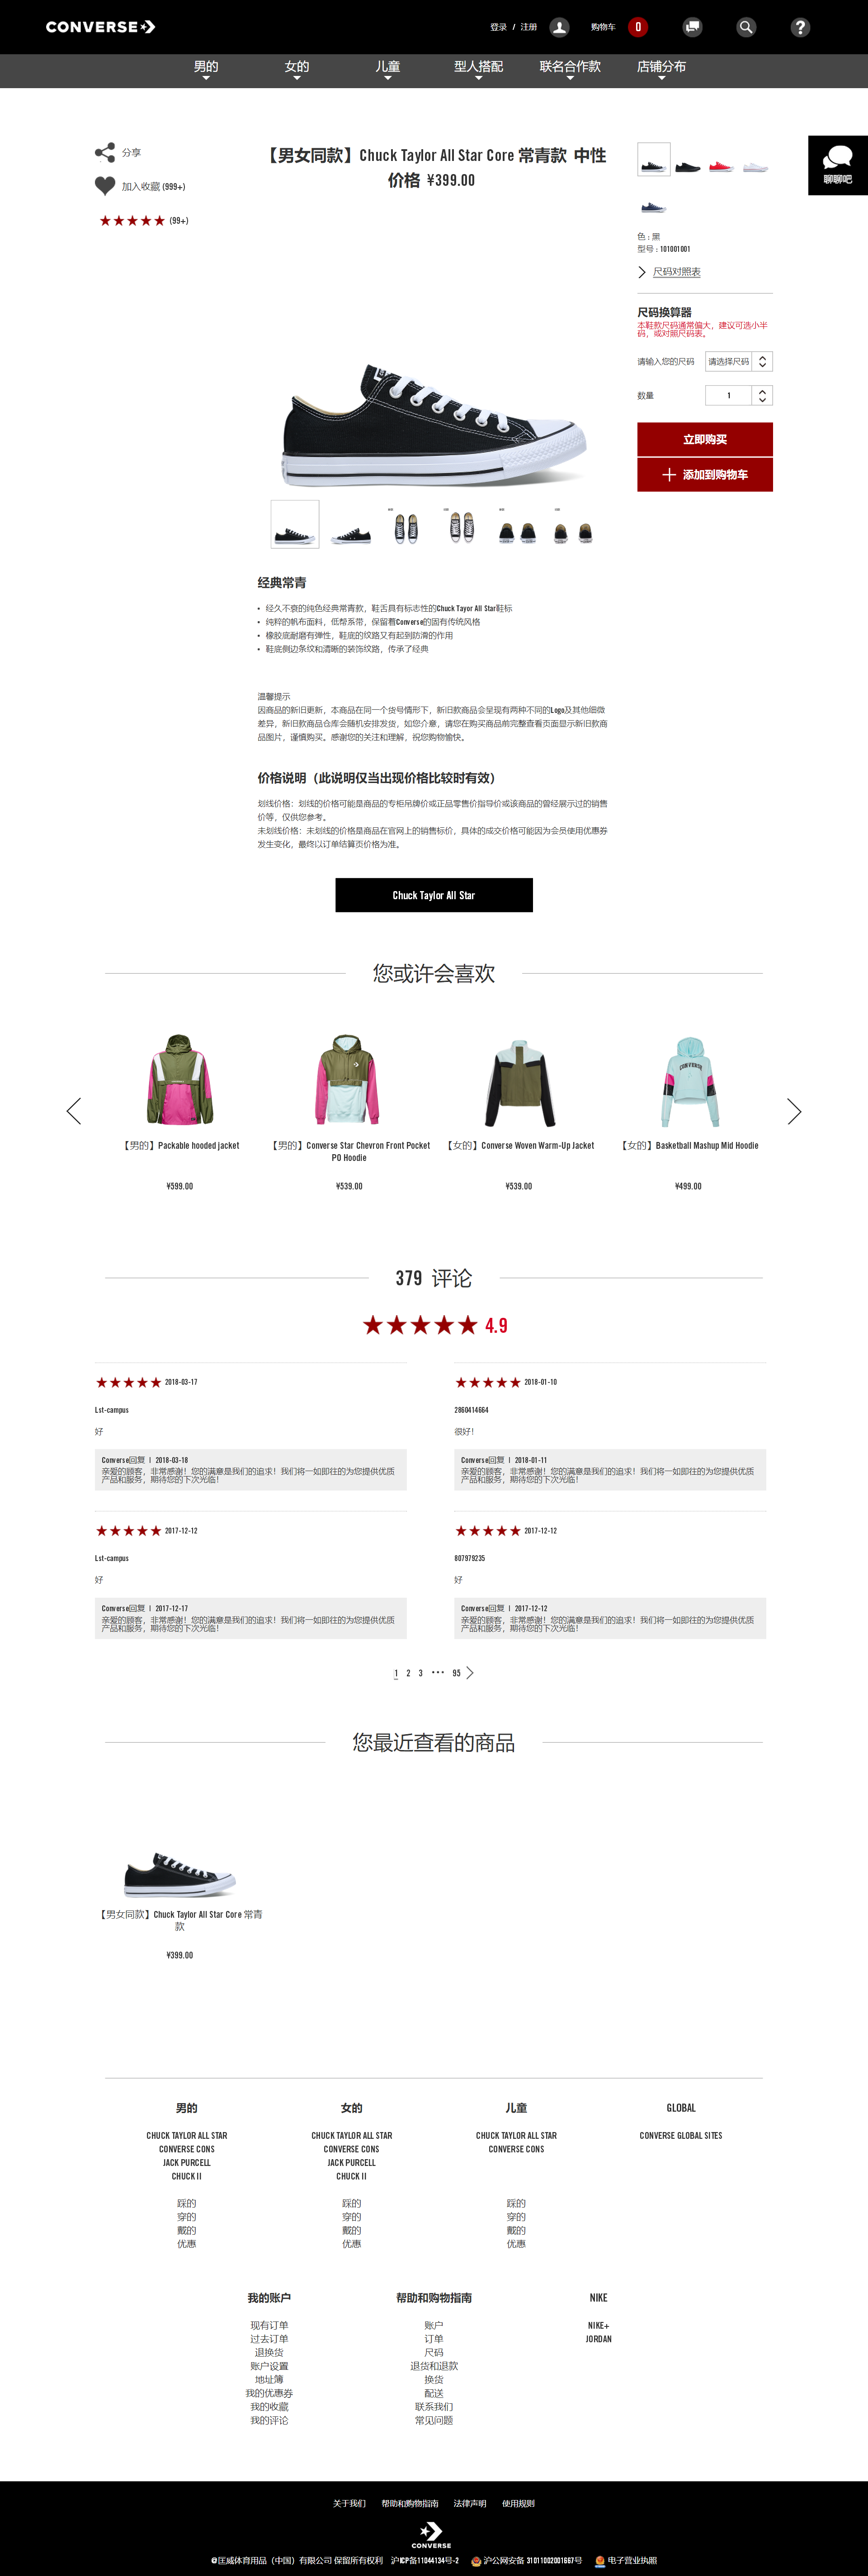 CONVERSE
登录 / 注册
购物车 0
?
男的 女的 儿童 型人搭配 联名合作款 店铺分布
分享
加入收藏 (999+)
(99+)
【男女同款】Chuck Taylor All Star Core 常青款 中性
价格 ¥399.00
聊聊吧
色 : 黑
型号 : 101001001
尺码对照表
尺码换算器
本鞋款尺码通常偏大，建议可选小半
码，或对照尺码表。
请输入您的尺码 请选择尺码
数量 1
立即购买
添加到购物车
经典常青
• 经久不衰的纯色经典常青款，鞋舌具有标志性的Chuck Tayor All Star鞋标
• 纯粹的帆布面料，低帮系带，保留着Converse的固有传统风格
• 橡胶底耐磨有弹性，鞋底的纹路又有起到防滑的作用
• 鞋底侧边条纹和清晰的装饰纹路，传承了经典
温馨提示
因商品的新旧更新，本商品在同一个货号情形下，新旧款商品会呈现有两种不同的Logo及其他细微
差异，新旧款商品仓库会随机安排发货，如您介意，请您在购买商品前完整查看页面显示新旧款商
品图片，谨慎购买。感谢您的关注和理解，祝您购物愉快。
价格说明（此说明仅当出现价格比较时有效）
划线价格：划线的价格可能是商品的专柜吊牌价或正品零售价指导价或该商品的曾经展示过的销售
价等，仅供您参考。
未划线价格：未划线的价格是商品在官网上的销售标价，具体的成交价格可能因为会员使用优惠券
发生变化，最终以订单结算页价格为准。
Chuck Taylor All Star
您或许会喜欢
CONVERSE
【男的】Packable hooded jacket
¥599.00
【男的】Converse Star Chevron Front Pocket
PO Hoodie
¥539.00
【女的】Converse Woven Warm-Up Jacket
¥539.00
【女的】Basketball Mashup Mid Hoodie
¥499.00
379 评论
4.9
2018-03-17
Lst-campus
好
Converse回复 | 2018-03-18
亲爱的顾客，非常感谢！您的满意是我们的追求！我们将一如即往的为您提供优质
产品和服务，期待您的下次光临！
2018-01-10
2860414664
很好！
Converse回复 | 2018-01-11
亲爱的顾客，非常感谢！您的满意是我们的追求！我们将一如即往的为您提供优质
产品和服务，期待您的下次光临！
2017-12-12
Lst-campus
好
Converse回复 | 2017-12-17
亲爱的顾客，非常感谢！您的满意是我们的追求！我们将一如即往的为您提供优质
产品和服务，期待您的下次光临！
2017-12-12
807979235
好
Converse回复 | 2017-12-12
亲爱的顾客，非常感谢！您的满意是我们的追求！我们将一如即往的为您提供优质
产品和服务，期待您的下次光临！
1 2 3 ··· 95
您最近查看的商品
【男女同款】Chuck Taylor All Star Core 常青
款
¥399.00
男的
CHUCK TAYLOR ALL STAR
CONVERSE CONS
JACK PURCELL
CHUCK II
踩的
穿的
戴的
优惠
女的
CHUCK TAYLOR ALL STAR
CONVERSE CONS
JACK PURCELL
CHUCK II
踩的
穿的
戴的
优惠
儿童
CHUCK TAYLOR ALL STAR
CONVERSE CONS
踩的
穿的
戴的
优惠
GLOBAL
CONVERSE GLOBAL SITES
我的账户
现有订单
过去订单
退换货
账户设置
地址簿
我的优惠券
我的收藏
我的评论
帮助和购物指南
账户
订单
尺码
退货和退款
换货
配送
联系我们
常见问题
NIKE
NIKE+
JORDAN
关于我们 帮助和购物指南 法律声明 使用规则
CONVERSE
©匡威体育用品（中国）有限公司 保留所有权利 沪ICP备11044134号-2 沪公网安备 31011002001667号 电子营业执照